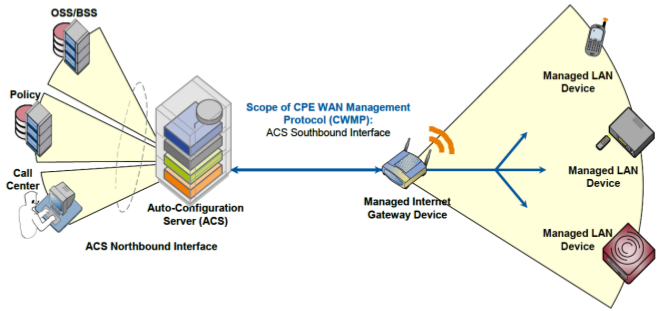 OSS/BSS
Policy
Call
Center
ACS Northbound Interface
Auto-Configuration
Server (ACS)
Scope of CPE WAN Management
Protocol (CWMP):
ACS Southbound Interface
Managed Internet
Gateway Device
Managed LAN
Device
Managed LAN
Device
Managed LAN
Device